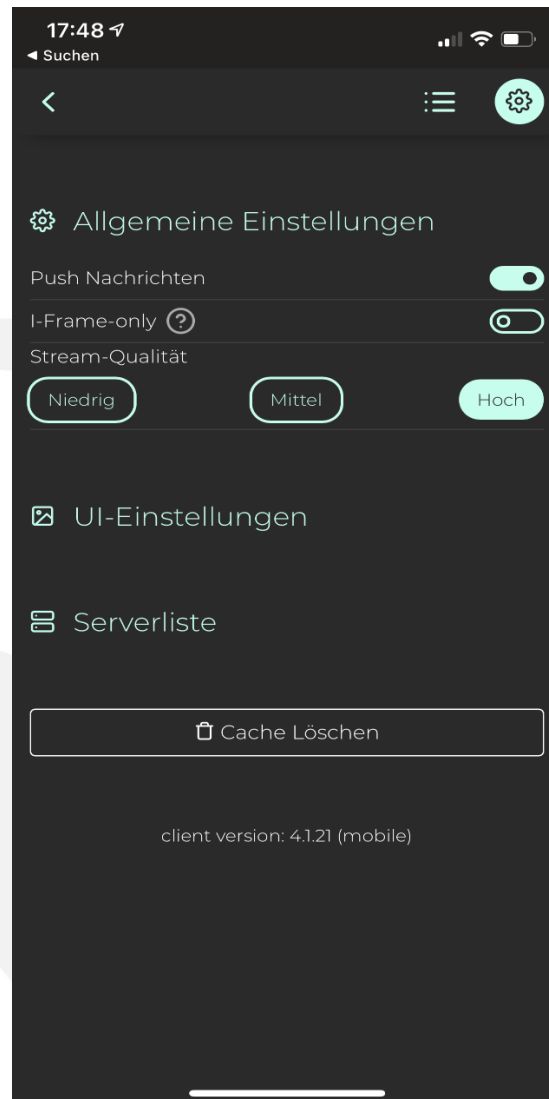 17:48
◀ Suchen
Allgemeine Einstellungen
Push Nachrichten
I-Frame-only ?
Stream-Qualität
Niedrig Mittel Hoch
UI-Einstellungen
Serverliste
Cache Löschen
client version: 4.1.21 (mobile)